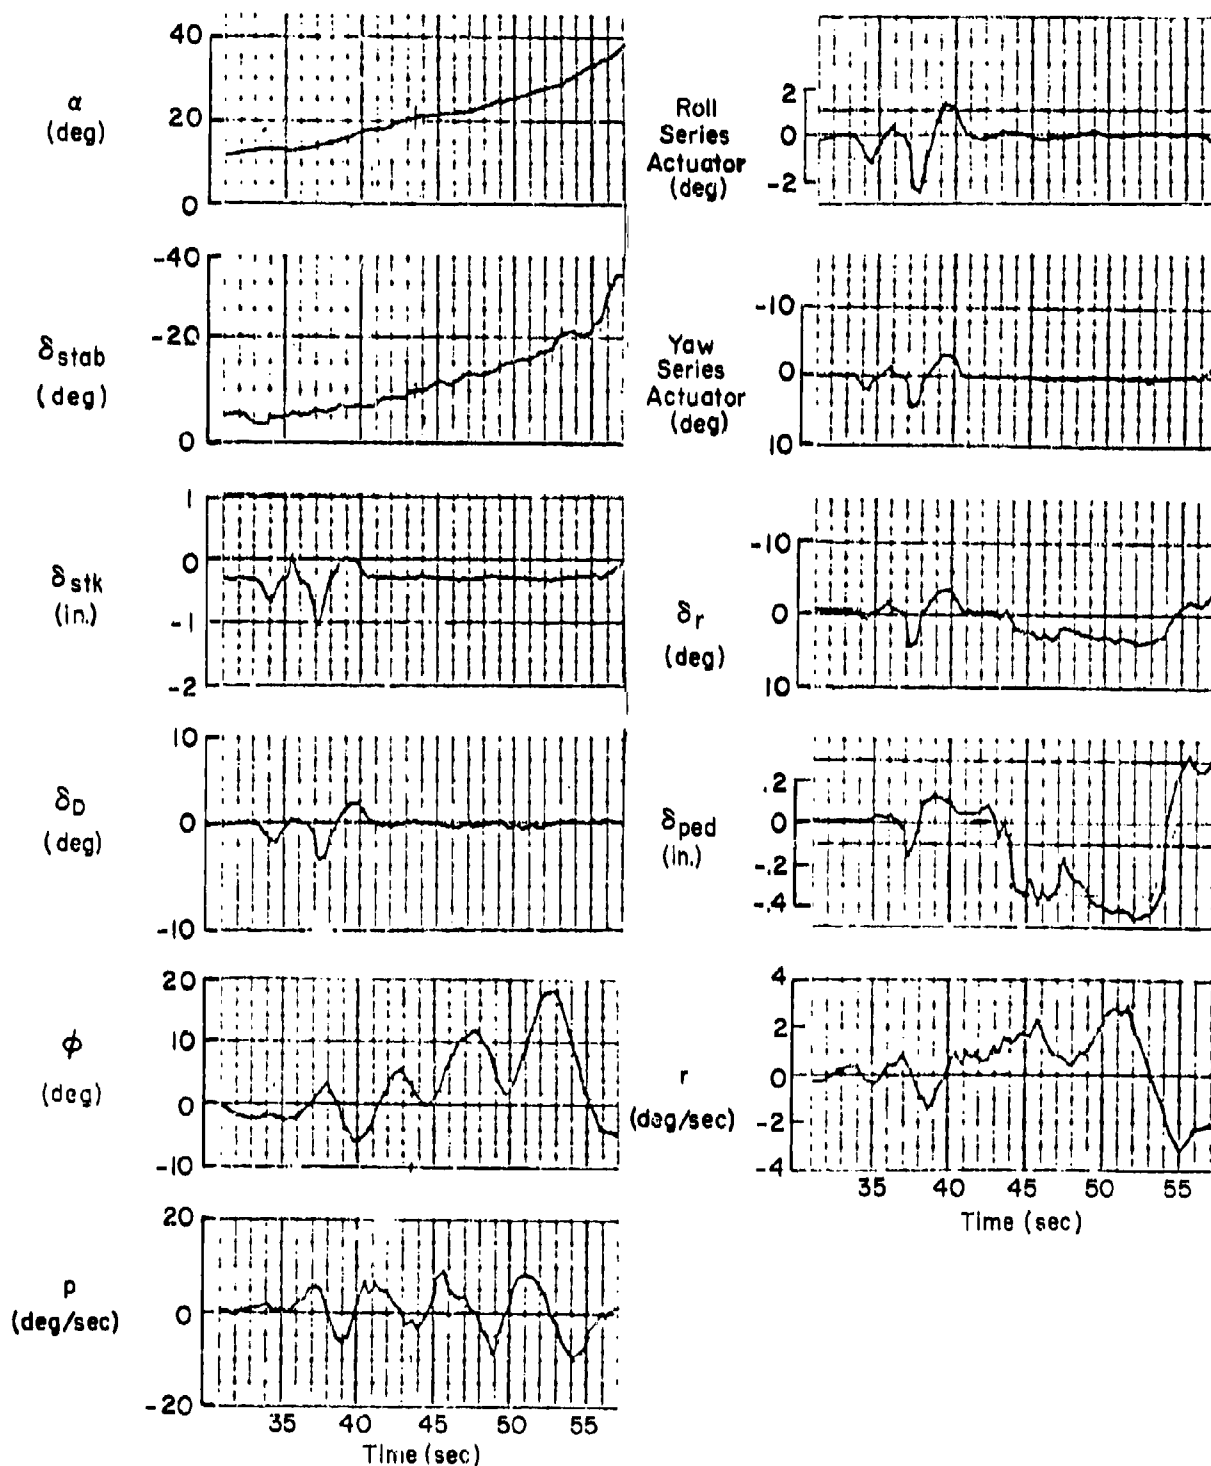 40
α
(deg)
20
0
-40
δstab
(deg)
-20
0
1
0
δstk
(in.)
-1
-2
10
δD
(deg)
0
-10
20
ϕ
(deg)
10
0
-10
20
p
(deg/sec)
0
-20
35 40 45 50 55
Time (sec)
Roll
Series
Actuator
(deg)
2
0
-2
Yaw
Series
Actuator
(deg)
-10
0
10
δr
(deg)
-10
0
10
δped
(in.)
.2
0
-.2
-.4
r
(deg/sec)
4
2
0
-2
-4
35 40 45 50 55
Time (sec)